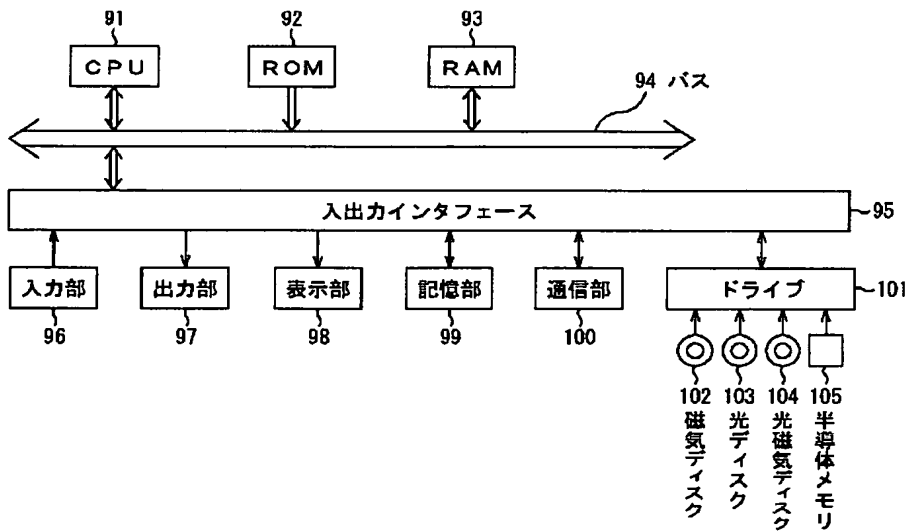 91
92
93
CPU
ROM
RAM
94 バス
入出力インタフェース
95
入力部
出力部
表示部
記憶部
通信部
ドライブ
101
96
97
98
99
100
102
103
104
105
磁気ディスク
光ディスク
光磁気ディスク
半導体メモリ